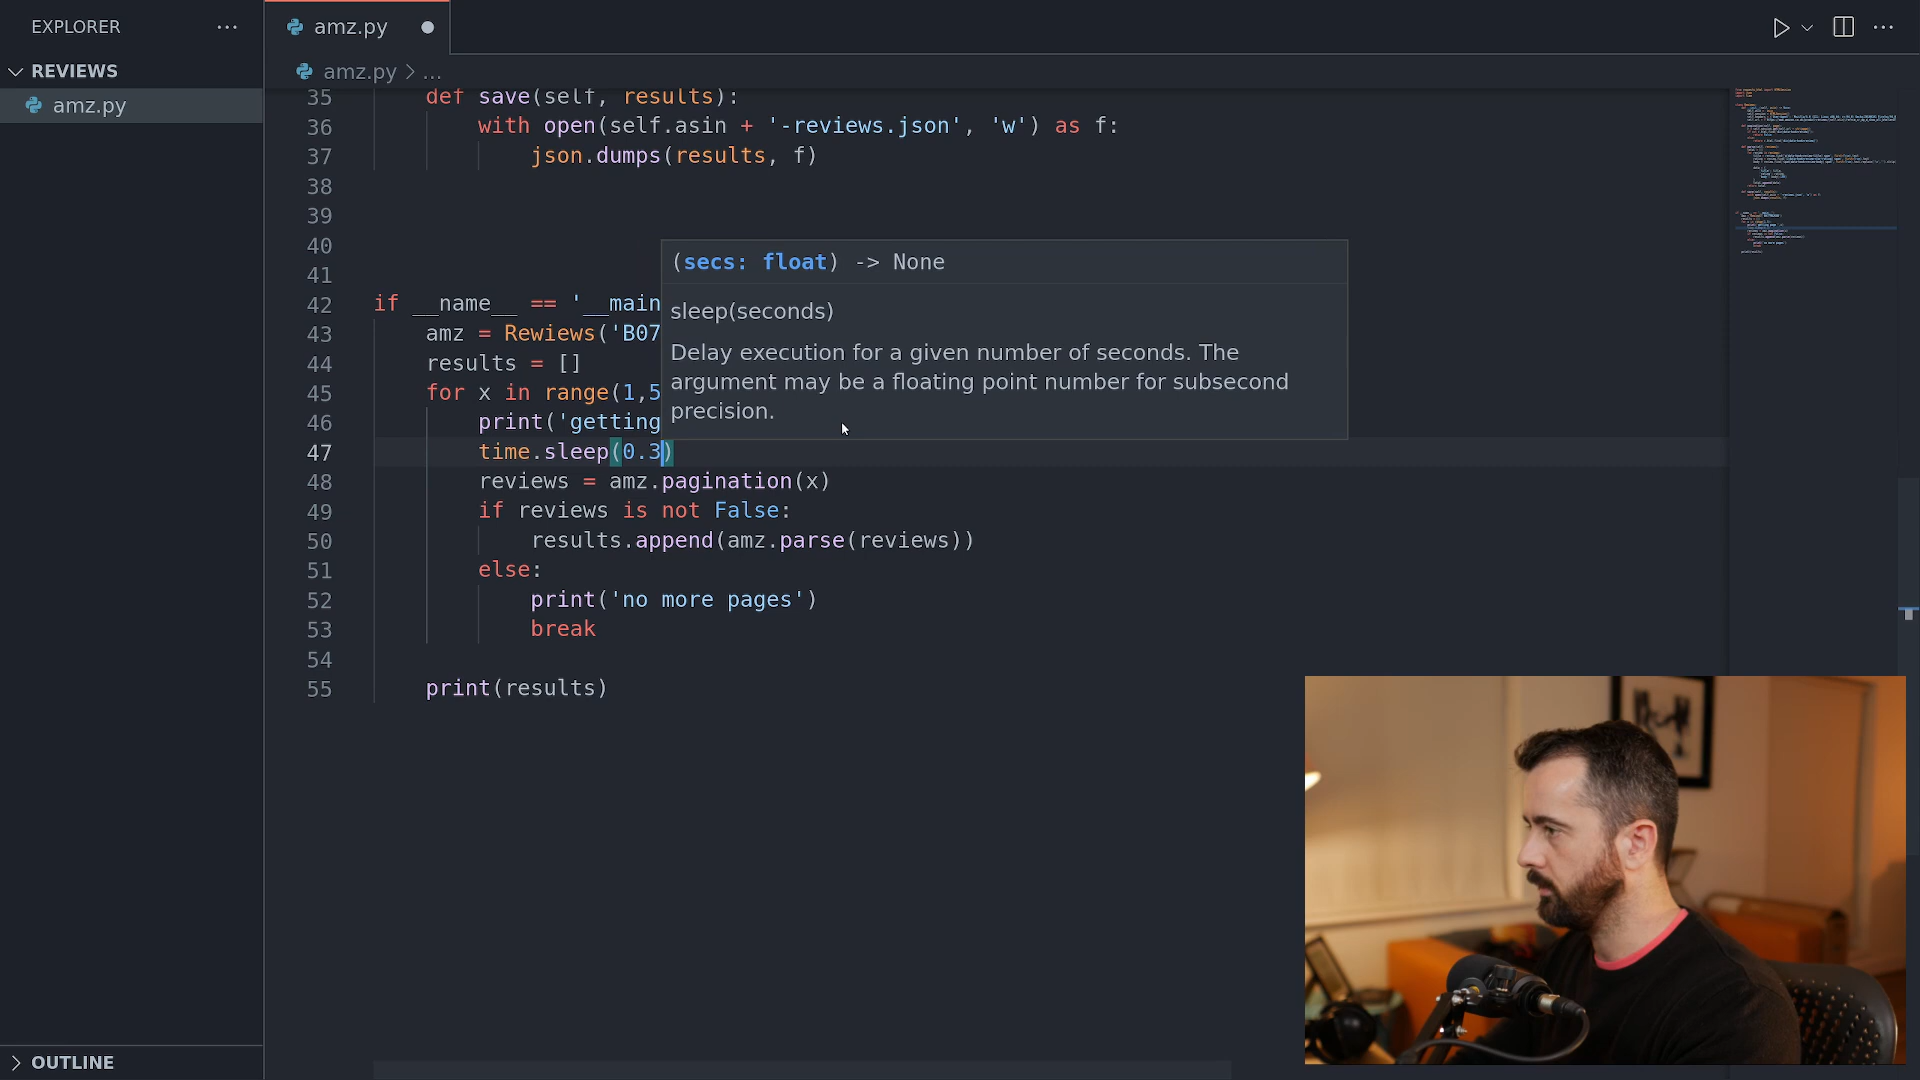 EXPLORER
REVIEWS
amz.py
OUTLINE
amz.py
amz.py > ...
35 def save(self, results):
36 with open(self.asin + '-reviews.json', 'w') as f:
37 json.dumps(results, f)
38
39
40
41
42 if __name__ == '__main
43 amz = Rewiews('B07
44 results = []
45 for x in range(1,5
46 print('getting
47 time.sleep(0.3)
48 reviews = amz.pagination(x)
49 if reviews is not False:
50 results.append(amz.parse(reviews))
51 else:
52 print('no more pages')
53 break
54
55 print(results)
(secs: float) -> None
sleep(seconds)
Delay execution for a given number of seconds. The
argument may be a floating point number for subsecond
precision.